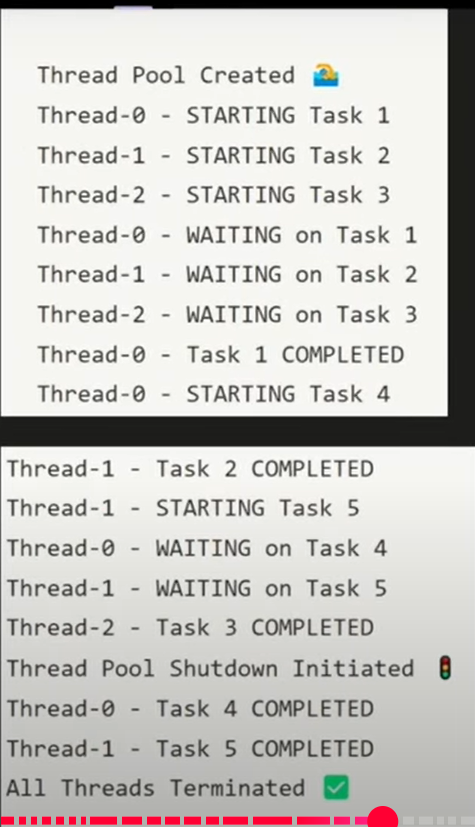 Thread Pool Created 🏊
Thread-0 - STARTING Task 1
Thread-1 - STARTING Task 2
Thread-2 - STARTING Task 3
Thread-0 - WAITING on Task 1
Thread-1 - WAITING on Task 2
Thread-2 - WAITING on Task 3
Thread-0 - Task 1 COMPLETED
Thread-0 - STARTING Task 4
Thread-1 - Task 2 COMPLETED
Thread-1 - STARTING Task 5
Thread-0 - WAITING on Task 4
Thread-1 - WAITING on Task 5
Thread-2 - Task 3 COMPLETED
Thread Pool Shutdown Initiated 🚦
Thread-0 - Task 4 COMPLETED
Thread-1 - Task 5 COMPLETED
All Threads Terminated ✅